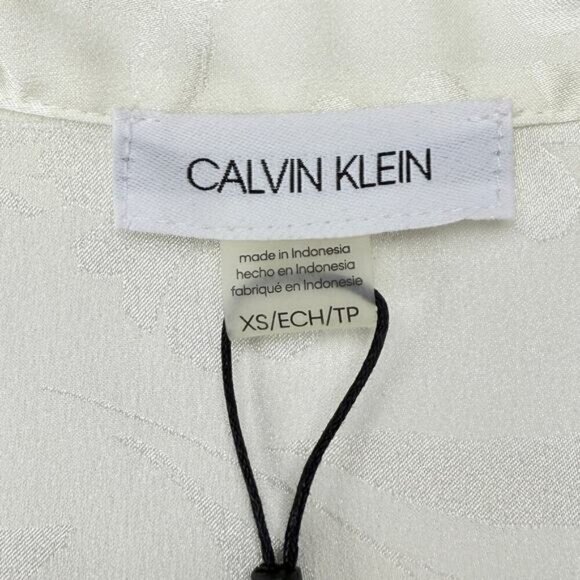 CALVIN KLEIN
made in Indonesia
hecho en Indonesia
fabriqué en Indonesie
XS/ECH/TP